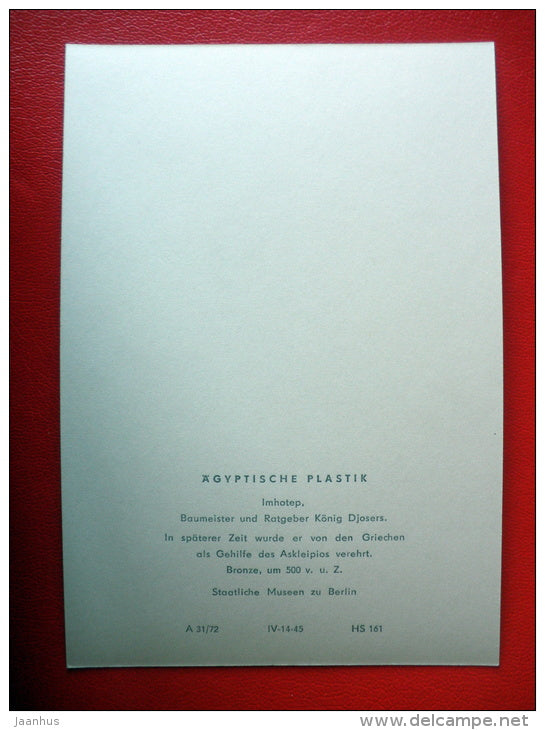 ÄGYPTISCHE PLASTIK
Imhotep,
Baumeister und Ratgeber König Djosers.
In späterer Zeit wurde er von den Griechen
als Gehilfe des Askleipios verehrt.
Bronze, um 500 v. u. Z.
Staatliche Museen zu Berlin
A 31/72 IV-14-45 HS 161
Jaanhus www.delcampe.net